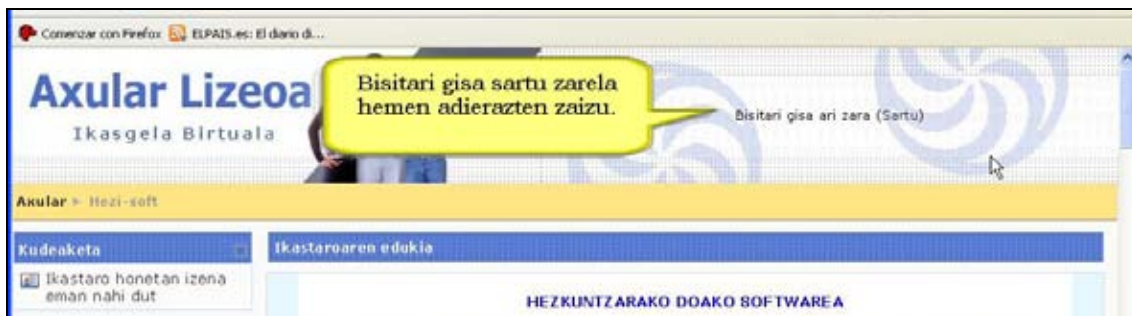 Comenzar con Firefox ELPAIS.es: El diario di...
Axular Lizeoa
Ikasgela Birtuala
Bisitari gisa sartu zarela
hemen adierazten zaizu.
Bisitari gisa ari zara (Sartu)
Axular ► Hezi-soft
Kudeaketa
Ikastaro honetan izena
eman nahi dut
Ikastaroaren edukia
HEZKUNTZARAKO DOAKO SOFTWAREA